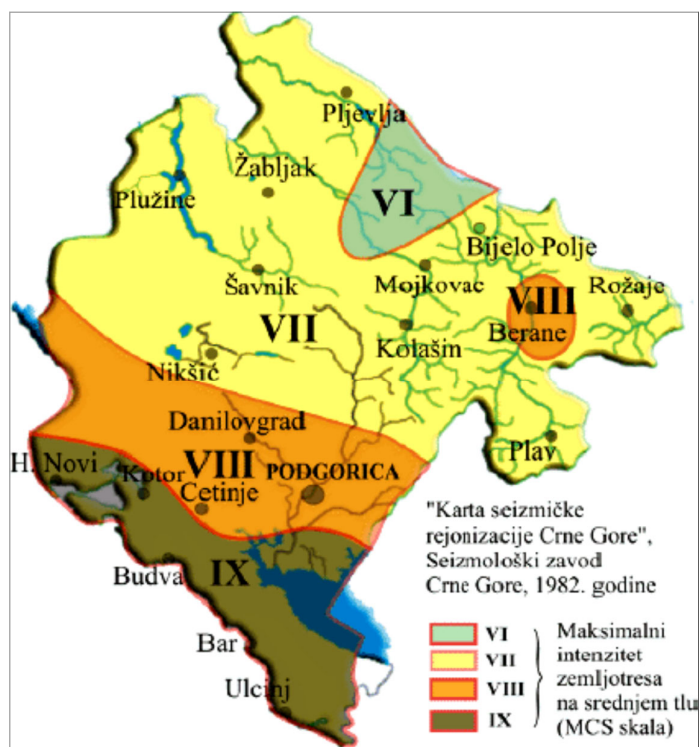 Pljevlja
Žabljak
Plužine
VI
Bijelo Polje
Šavnik
Mojkovac
VIII
Rožaje
VII
Berane
Kolašin
Nikšić
Danilovgrad
Plav
H. Novi
VIII
PODGORICA
Kotor
Cetinje
"Karta seizmičke
rejonizacije Crne Gore",
Seizmološki zavod
Crne Gore, 1982. godine
Budva
IX
Bar
Ulcinj
VI
VII
VIII
IX
Maksimalni
intenzitet
zemljotresa
na srednjem tlu
(MCS skala)